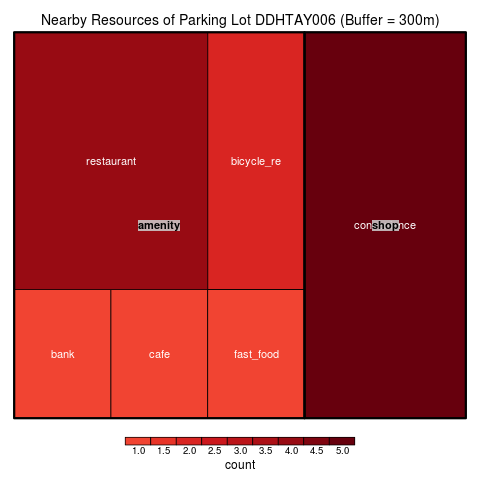 Nearby Resources of Parking Lot DDHTAY006 (Buffer = 300m)
restaurant
bicycle_re
amenity
shop
bank
cafe
fast_food
1.0 1.5 2.0 2.5 3.0 3.5 4.0 4.5 5.0
count